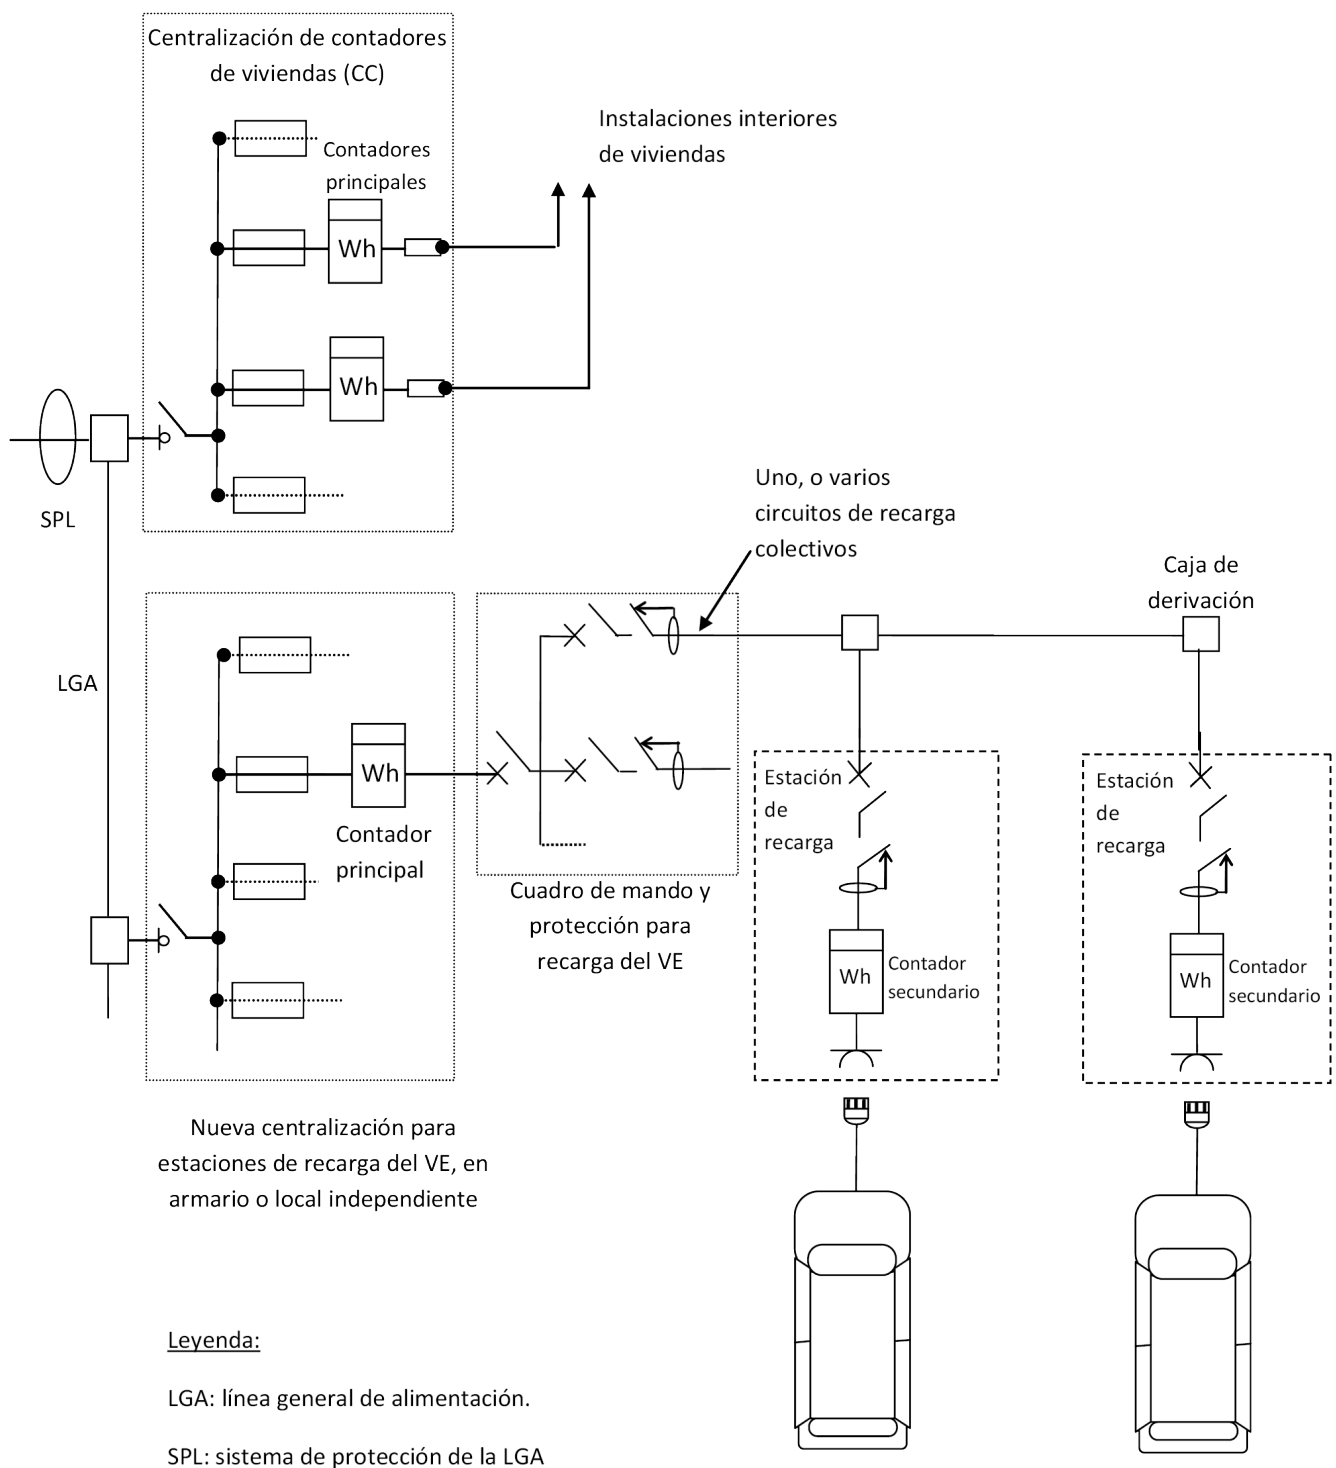 Centralización de contadores
de viviendas (CC)
Contadores
principales
Wh
Wh
Instalaciones interiores
de viviendas
SPL
Uno, o varios
circuitos de recarga
colectivos
Caja de
derivación
LGA
Wh
Contador
principal
Cuadro de mando y
protección para
recarga del VE
Estación
de
recarga
Wh
Contador
secundario
Estación
de
recarga
Wh
Contador
secundario
Nueva centralización para
estaciones de recarga del VE, en
armario o local independiente
Leyenda:
LGA: línea general de alimentación.
SPL: sistema de protección de la LGA